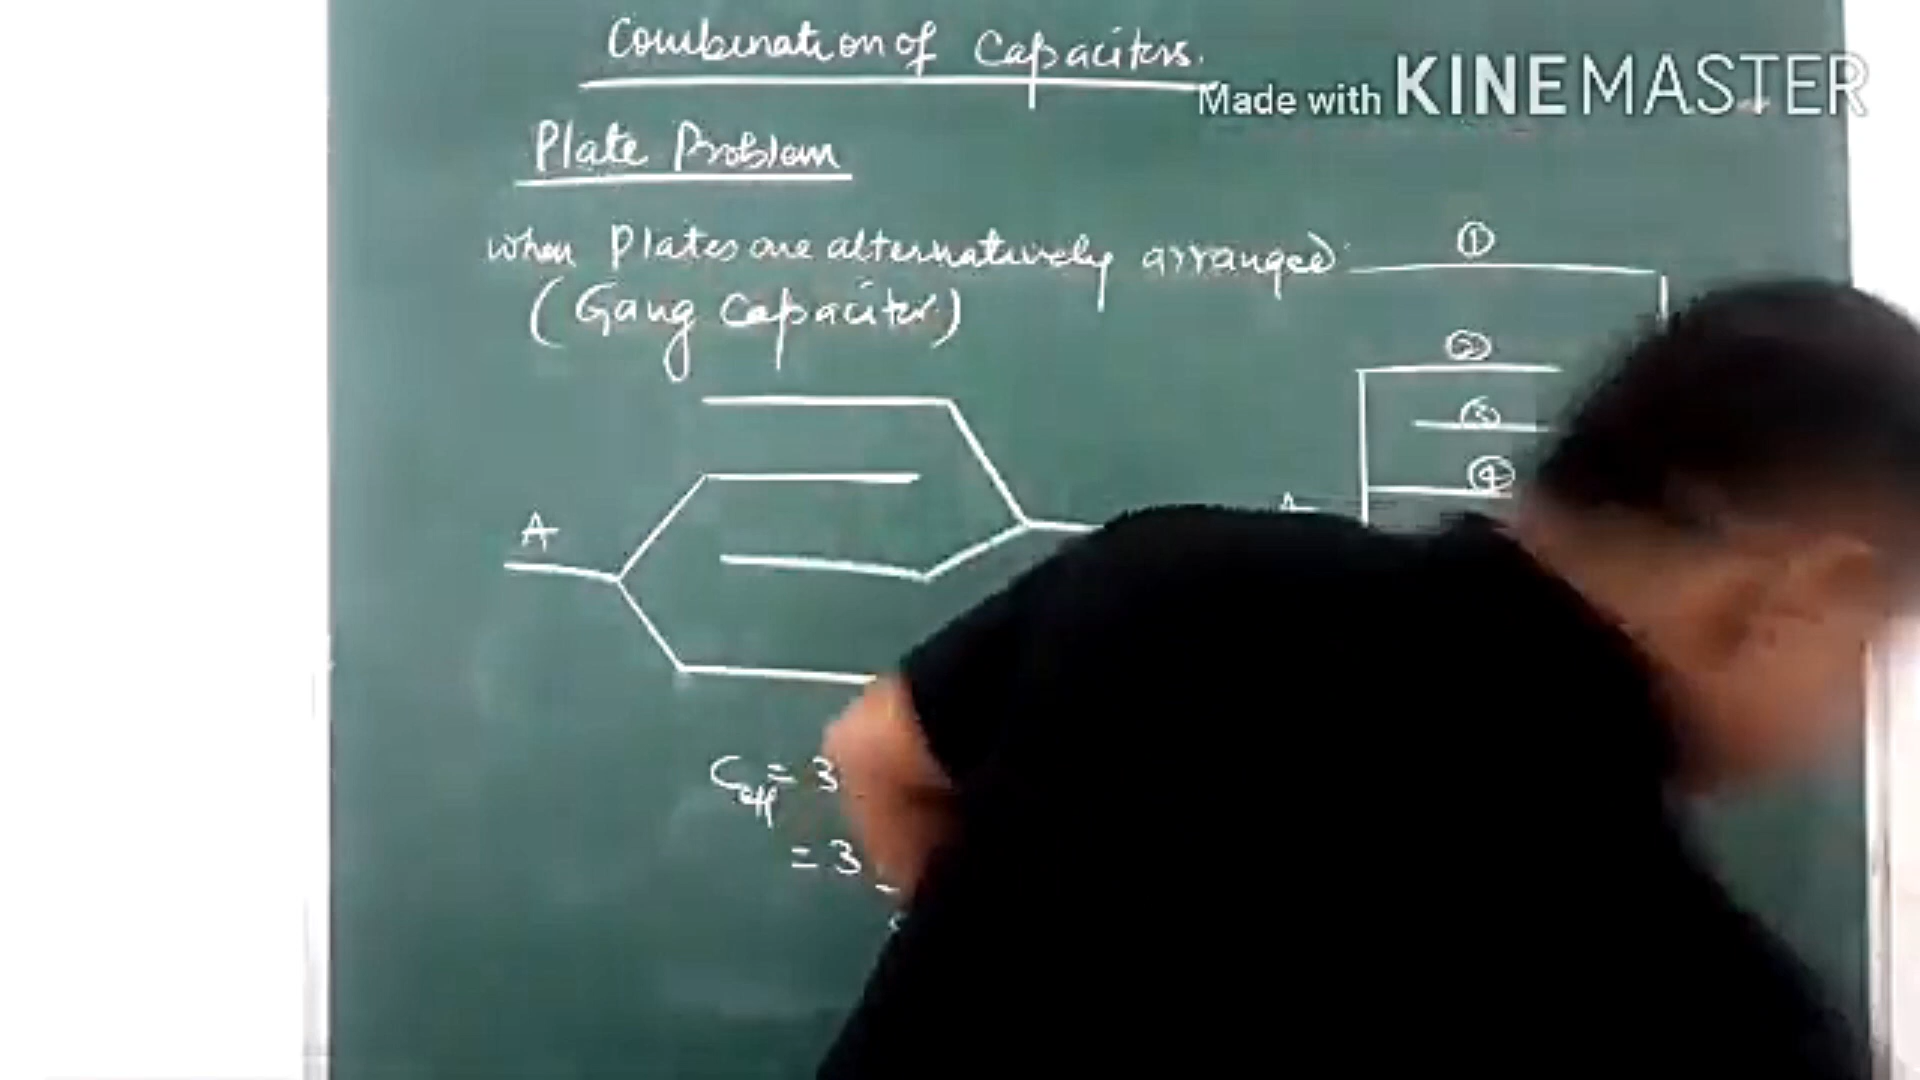 Combination of Capacitors.
Made with KINEMASTER
Plate Problem
when Plates are alternatively arranged
(Gang Capacitor)
①
②
③
④
A
A
Ceff = 3
= 3